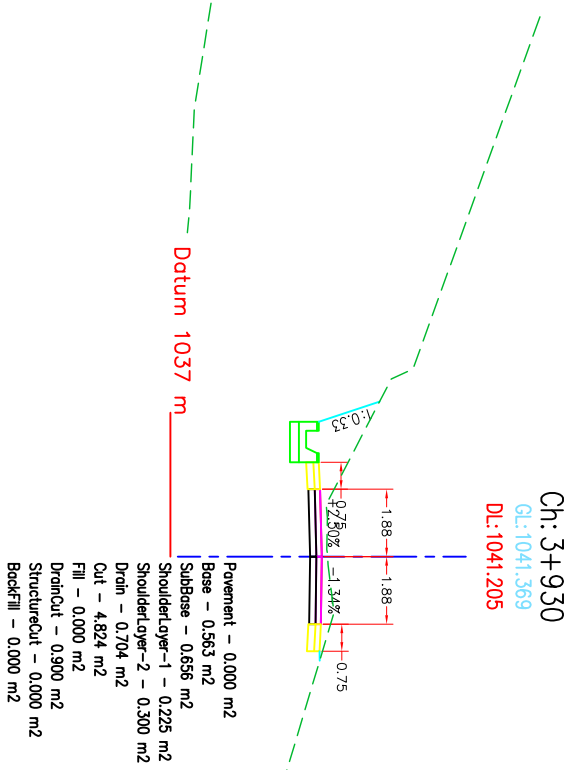 Ch: 3+930
GL:1041.369
DL:1041.205
1.88
1.88
0.75
0.75
+2.50%
-1.34%
1:0.33
Datum 1037 m
Pavement - 0.000 m2
Base - 0.563 m2
SubBase - 0.656 m2
ShoulderLayer-1 - 0.225 m2
ShoulderLayer-2 - 0.300 m2
Drain - 0.704 m2
Cut - 4.824 m2
Fill - 0.000 m2
DrainCut - 0.900 m2
StructureCut - 0.000 m2
BackFill - 0.000 m2